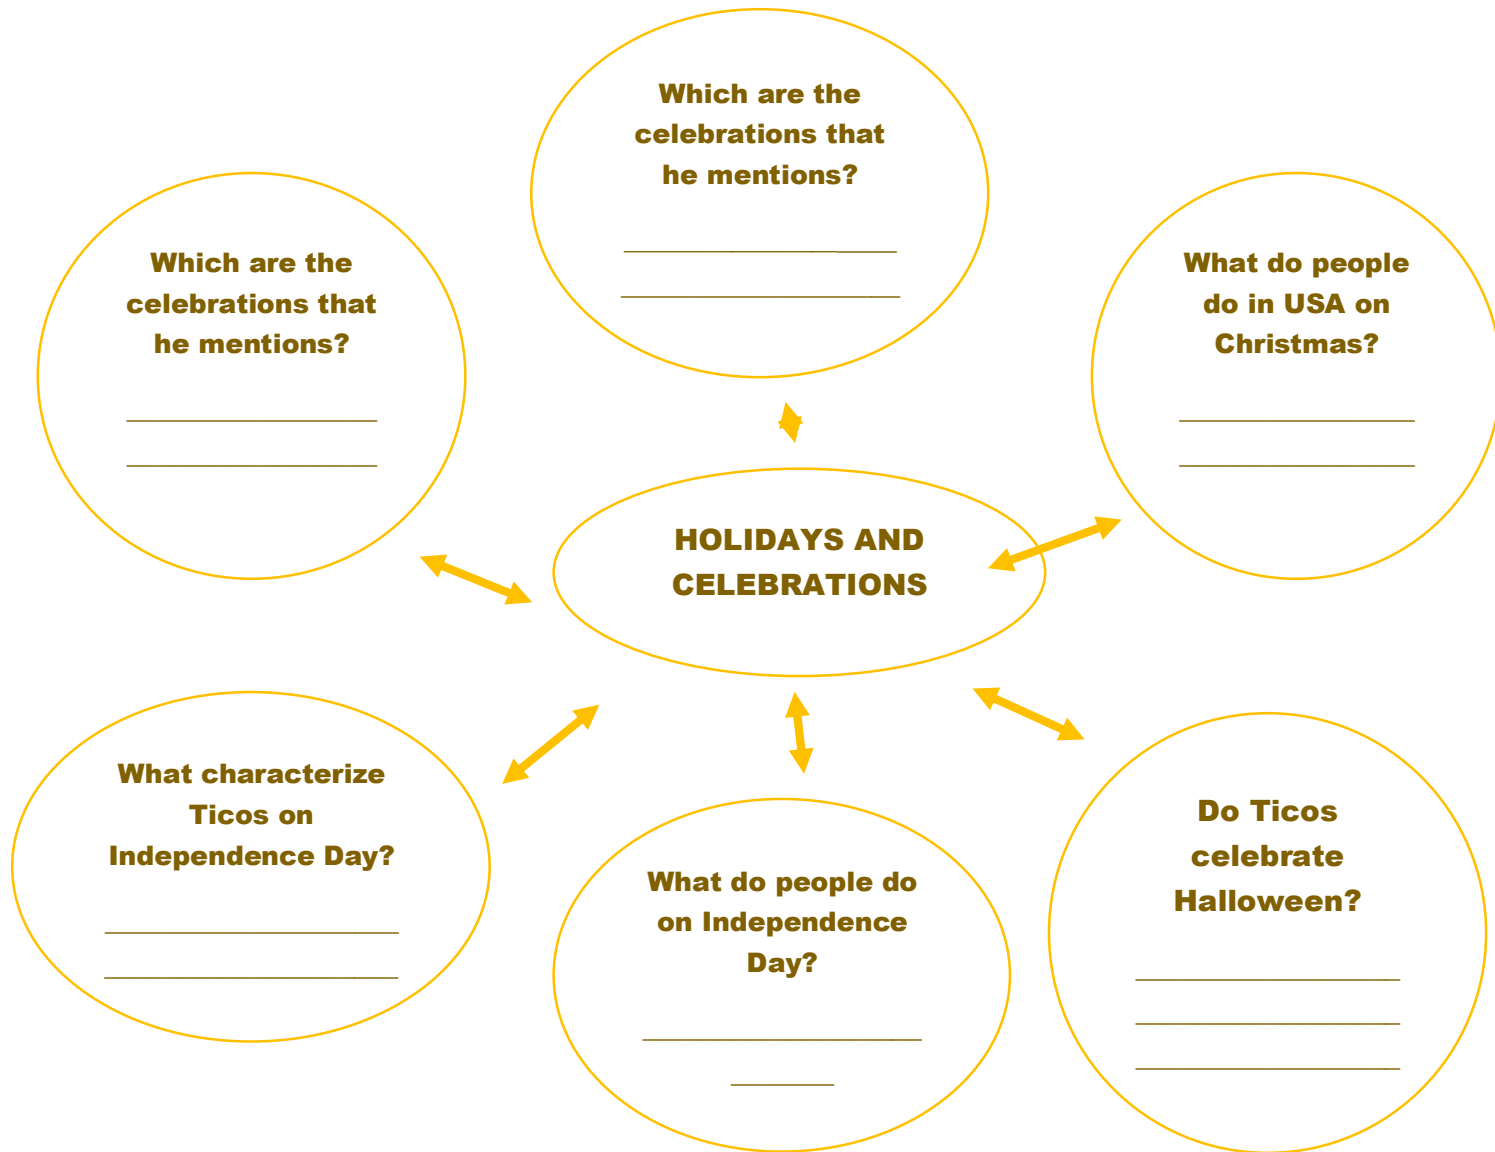 Which are the
celebrations that
he mentions?
Which are the
celebrations that
he mentions?
What do people
do in USA on
Christmas?
HOLIDAYS AND
CELEBRATIONS
What characterize
Ticos on
Independence Day?
What do people do
on Independence
Day?
Do Ticos
celebrate
Halloween?